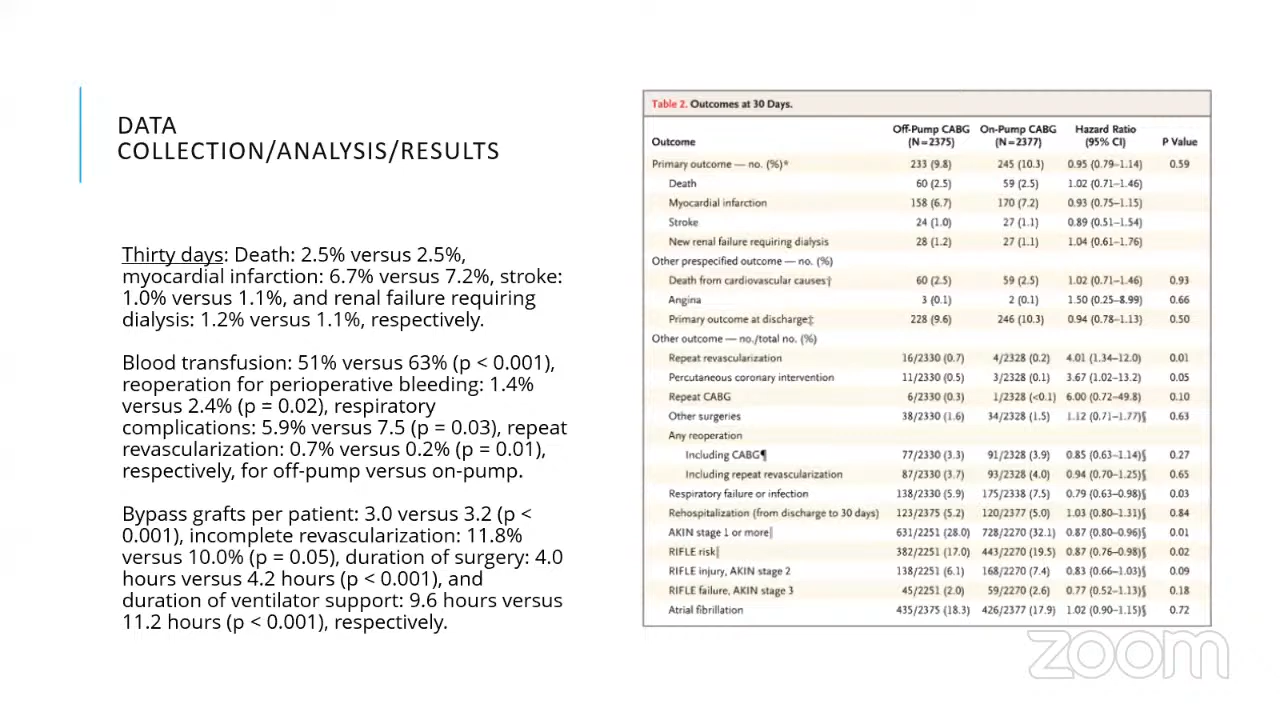 DATA
COLLECTION/ANALYSIS/RESULTS
Thirty days: Death: 2.5% versus 2.5%,
myocardial infarction: 6.7% versus 7.2%, stroke:
1.0% versus 1.1%, and renal failure requiring
dialysis: 1.2% versus 1.1%, respectively.
Blood transfusion: 51% versus 63% (p < 0.001),
reoperation for perioperative bleeding: 1.4%
versus 2.4% (p = 0.02), respiratory
complications: 5.9% versus 7.5 (p = 0.03), repeat
revascularization: 0.7% versus 0.2% (p = 0.01),
respectively, for off-pump versus on-pump.
Bypass grafts per patient: 3.0 versus 3.2 (p <
0.001), incomplete revascularization: 11.8%
versus 10.0% (p = 0.05), duration of surgery: 4.0
hours versus 4.2 hours (p < 0.001), and
duration of ventilator support: 9.6 hours versus
11.2 hours (p < 0.001), respectively.
Table 2. Outcomes at 30 Days.
Outcome Off-Pump CABG (N=2375) On-Pump CABG (N=2377) Hazard Ratio (95% CI) P Value
Primary outcome — no. (%)* 233 (9.8) 245 (10.3) 0.95 (0.79–1.14) 0.59
Death 60 (2.5) 59 (2.5) 1.02 (0.71–1.46)
Myocardial infarction 158 (6.7) 170 (7.2) 0.93 (0.75–1.15)
Stroke 24 (1.0) 27 (1.1) 0.89 (0.51–1.54)
New renal failure requiring dialysis 28 (1.2) 27 (1.1) 1.04 (0.61–1.76)
Other prespecified outcome — no. (%)
Death from cardiovascular causes† 60 (2.5) 59 (2.5) 1.02 (0.71–1.46) 0.93
Angina 3 (0.1) 2 (0.1) 1.50 (0.25–8.99) 0.66
Primary outcome at discharge‡ 228 (9.6) 246 (10.3) 0.94 (0.78–1.13) 0.50
Other outcome — no./total no. (%)
Repeat revascularization 16/2330 (0.7) 4/2328 (0.2) 4.01 (1.34–12.0) 0.01
Percutaneous coronary intervention 11/2330 (0.5) 3/2328 (0.1) 3.67 (1.02–13.2) 0.05
Repeat CABG 6/2330 (0.3) 1/2328 (<0.1) 6.00 (0.72–49.8) 0.10
Other surgeries 38/2330 (1.6) 34/2328 (1.5) 1.12 (0.71–1.77)§ 0.63
Any reoperation
Including CABG¶ 77/2330 (3.3) 91/2328 (3.9) 0.85 (0.63–1.14)§ 0.27
Including repeat revascularization 87/2330 (3.7) 93/2328 (4.0) 0.94 (0.70–1.25)§ 0.65
Respiratory failure or infection 138/2330 (5.9) 175/2338 (7.5) 0.79 (0.63–0.98)§ 0.03
Rehospitalization (from discharge to 30 days) 123/2375 (5.2) 120/2377 (5.0) 1.03 (0.80–1.31)§ 0.84
AKIN stage 1 or more‖ 631/2251 (28.0) 728/2270 (32.1) 0.87 (0.80–0.96)§ 0.01
RIFLE risk‖ 382/2251 (17.0) 443/2270 (19.5) 0.87 (0.76–0.98)§ 0.02
RIFLE injury, AKIN stage 2 138/2251 (6.1) 168/2270 (7.4) 0.83 (0.66–1.03)§ 0.09
RIFLE failure, AKIN stage 3 45/2251 (2.0) 59/2270 (2.6) 0.77 (0.52–1.13)§ 0.18
Atrial fibrillation 435/2375 (18.3) 426/2377 (17.9) 1.02 (0.90–1.15)§ 0.72
zoom